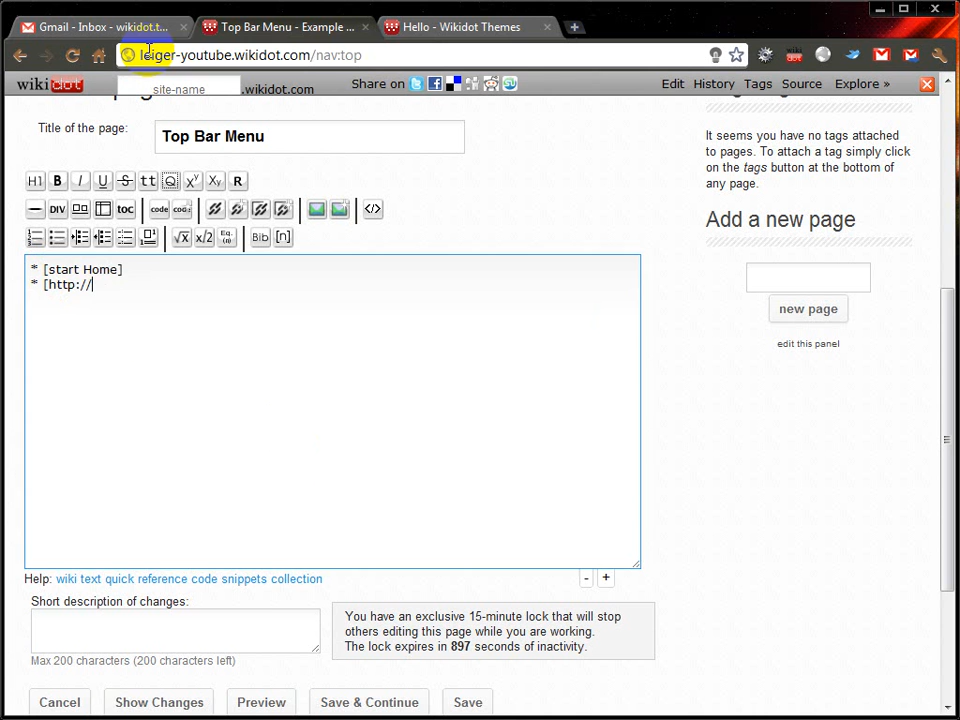 Gmail - Inbox - wikidot.t...
Top Bar Menu - Example ...
Hello - Wikidot Themes
leiger-youtube.wikidot.com/nav:top
wikidot
site-name
.wikidot.com
Share on
Edit
History
Tags
Source
Explore »
Title of the page:
Top Bar Menu
It seems you have no tags attached
to pages. To attach a tag simply click
on the tags button at the bottom of
any page.
H1 B I U S tt Q X^Y X_Y R
DIV toc code
Add a new page
√X x/2 Eq. (n) Bib [n]
* [start Home]
* [http://
new page
edit this panel
Help: wiki text quick reference code snippets collection
- +
Short description of changes:
You have an exclusive 15-minute lock that will stop
others editing this page while you are working.
The lock expires in 897 seconds of inactivity.
Max 200 characters (200 characters left)
Cancel
Show Changes
Preview
Save & Continue
Save